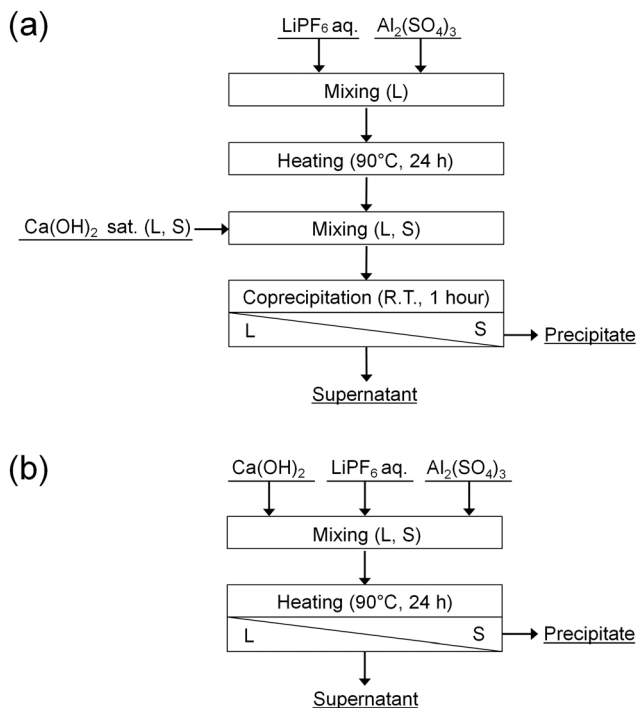 (a)
LiPF₆ aq. Al₂(SO₄)₃
Mixing (L)
Heating (90°C, 24 h)
Ca(OH)₂ sat. (L, S)
Mixing (L, S)
Coprecipitation (R.T., 1 hour)
L S
Precipitate
Supernatant
(b)
Ca(OH)₂ LiPF₆ aq. Al₂(SO₄)₃
Mixing (L, S)
Heating (90°C, 24 h)
L S
Precipitate
Supernatant